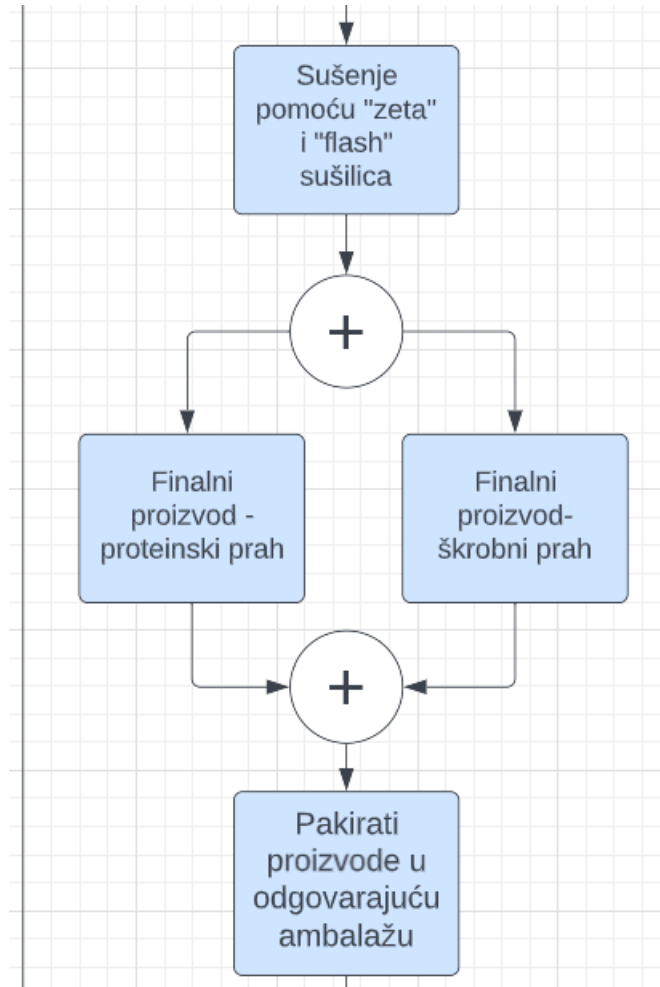 Sušenje
pomoću "zeta"
i "flash"
sušilica
+
Finalni
proizvod -
proteinski prah
Finalni
proizvod-
škrobni prah
+
Pakirati
proizvode u
odgovarajuću
ambalažu